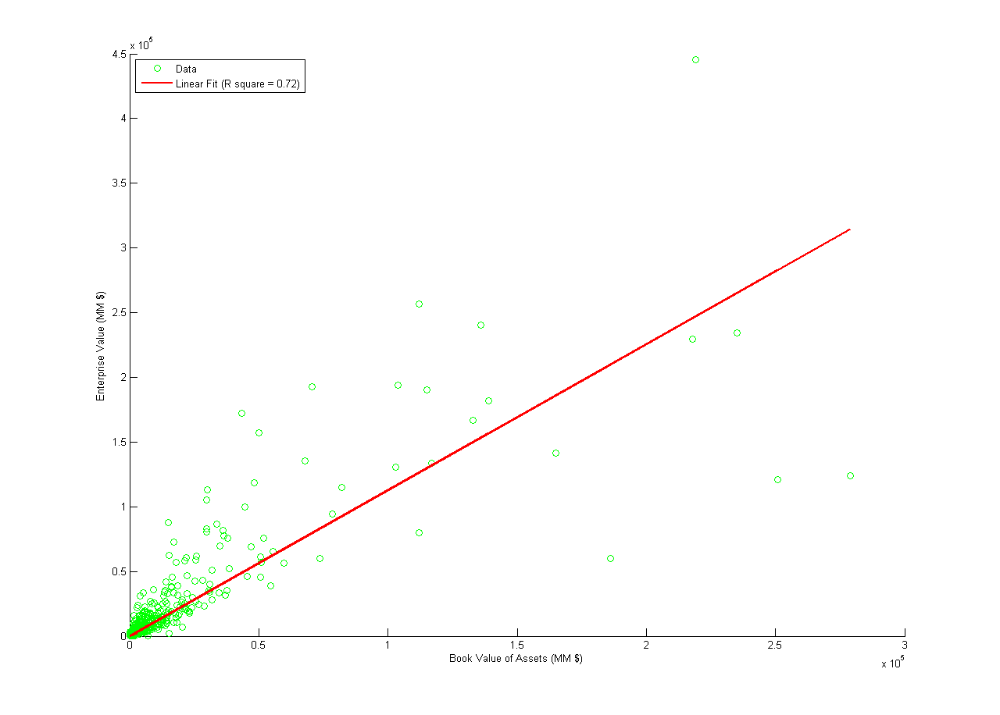 x 10^5
4.5
Data
Linear Fit (R square = 0.72)
4
3.5
3
2.5
2
1.5
1
0.5
0
Enterprise Value (MM $)
0 0.5 1 1.5 2 2.5 3
Book Value of Assets (MM $)
x 10^5